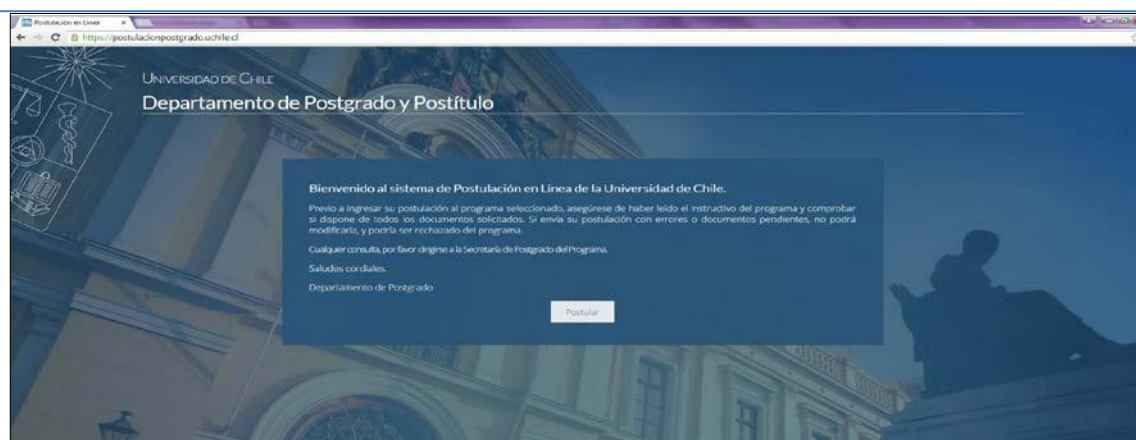 Postulación en Línea
https://postulacionpostgrado.uchile.cl
UNIVERSIDAD DE CHILE
Departamento de Postgrado y Postítulo
Bienvenido al sistema de Postulación en Línea de la Universidad de Chile.
Previo a ingresar su postulación al programa seleccionado, asegúrese de haber leído el instructivo del programa y comprobar
si dispone de todos los documentos solicitados. Si envía su postulación con errores o documentos pendientes, no podrá
modificarla, y podría ser rechazado del programa.
Cualquier consulta, por favor dirigirse a la Secretaría de Postgrado del Programa.
Saludos cordiales.
Departamento de Postgrado
Postular